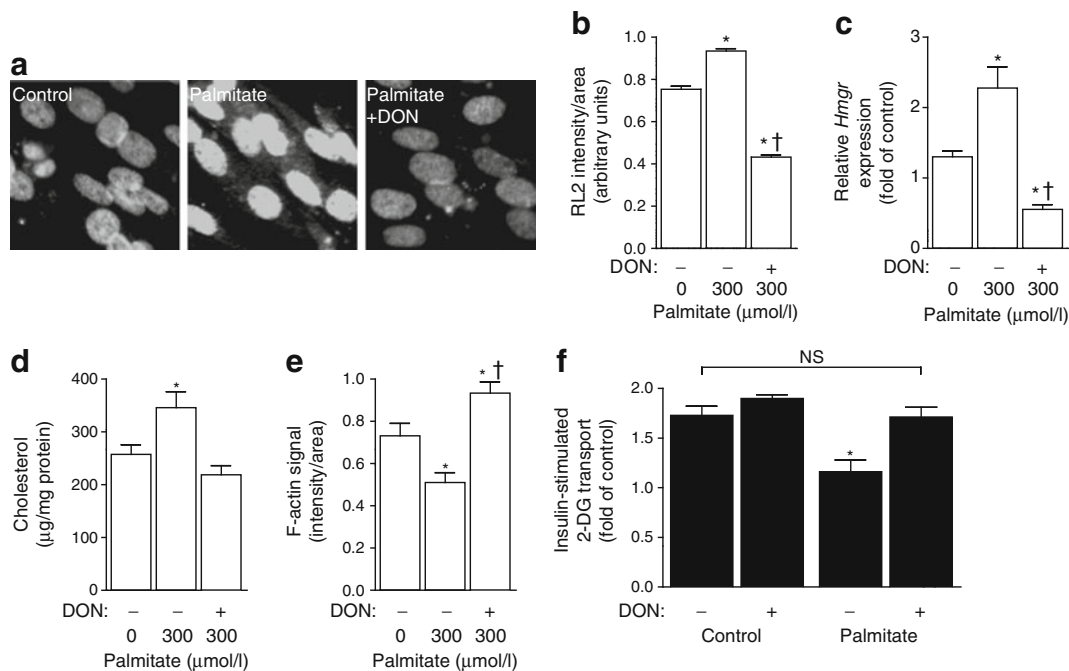 a
Control
Palmitate
Palmitate
+DON
b
RL2 intensity/area
(arbitrary units)
1.0
0.8
0.6
0.4
0.2
0.0
*
* †
DON: – – +
0 300 300
Palmitate (μmol/l)
c
Relative Hmgr
expression
(fold of control)
3
2
1
0
*
* †
DON: – – +
0 300 300
Palmitate (μmol/l)
d
Cholesterol
(μg/mg protein)
400
300
200
100
0
*
DON: – – +
0 300 300
Palmitate (μmol/l)
e
F-actin signal
(intensity/area)
1.0
0.8
0.6
0.4
0.2
0.0
*
* †
DON: – – +
0 300 300
Palmitate (μmol/l)
f
Insulin-stimulated
2-DG transport
(fold of control)
2.0
1.5
1.0
0.5
0.0
NS
*
DON: – + – +
Control Palmitate